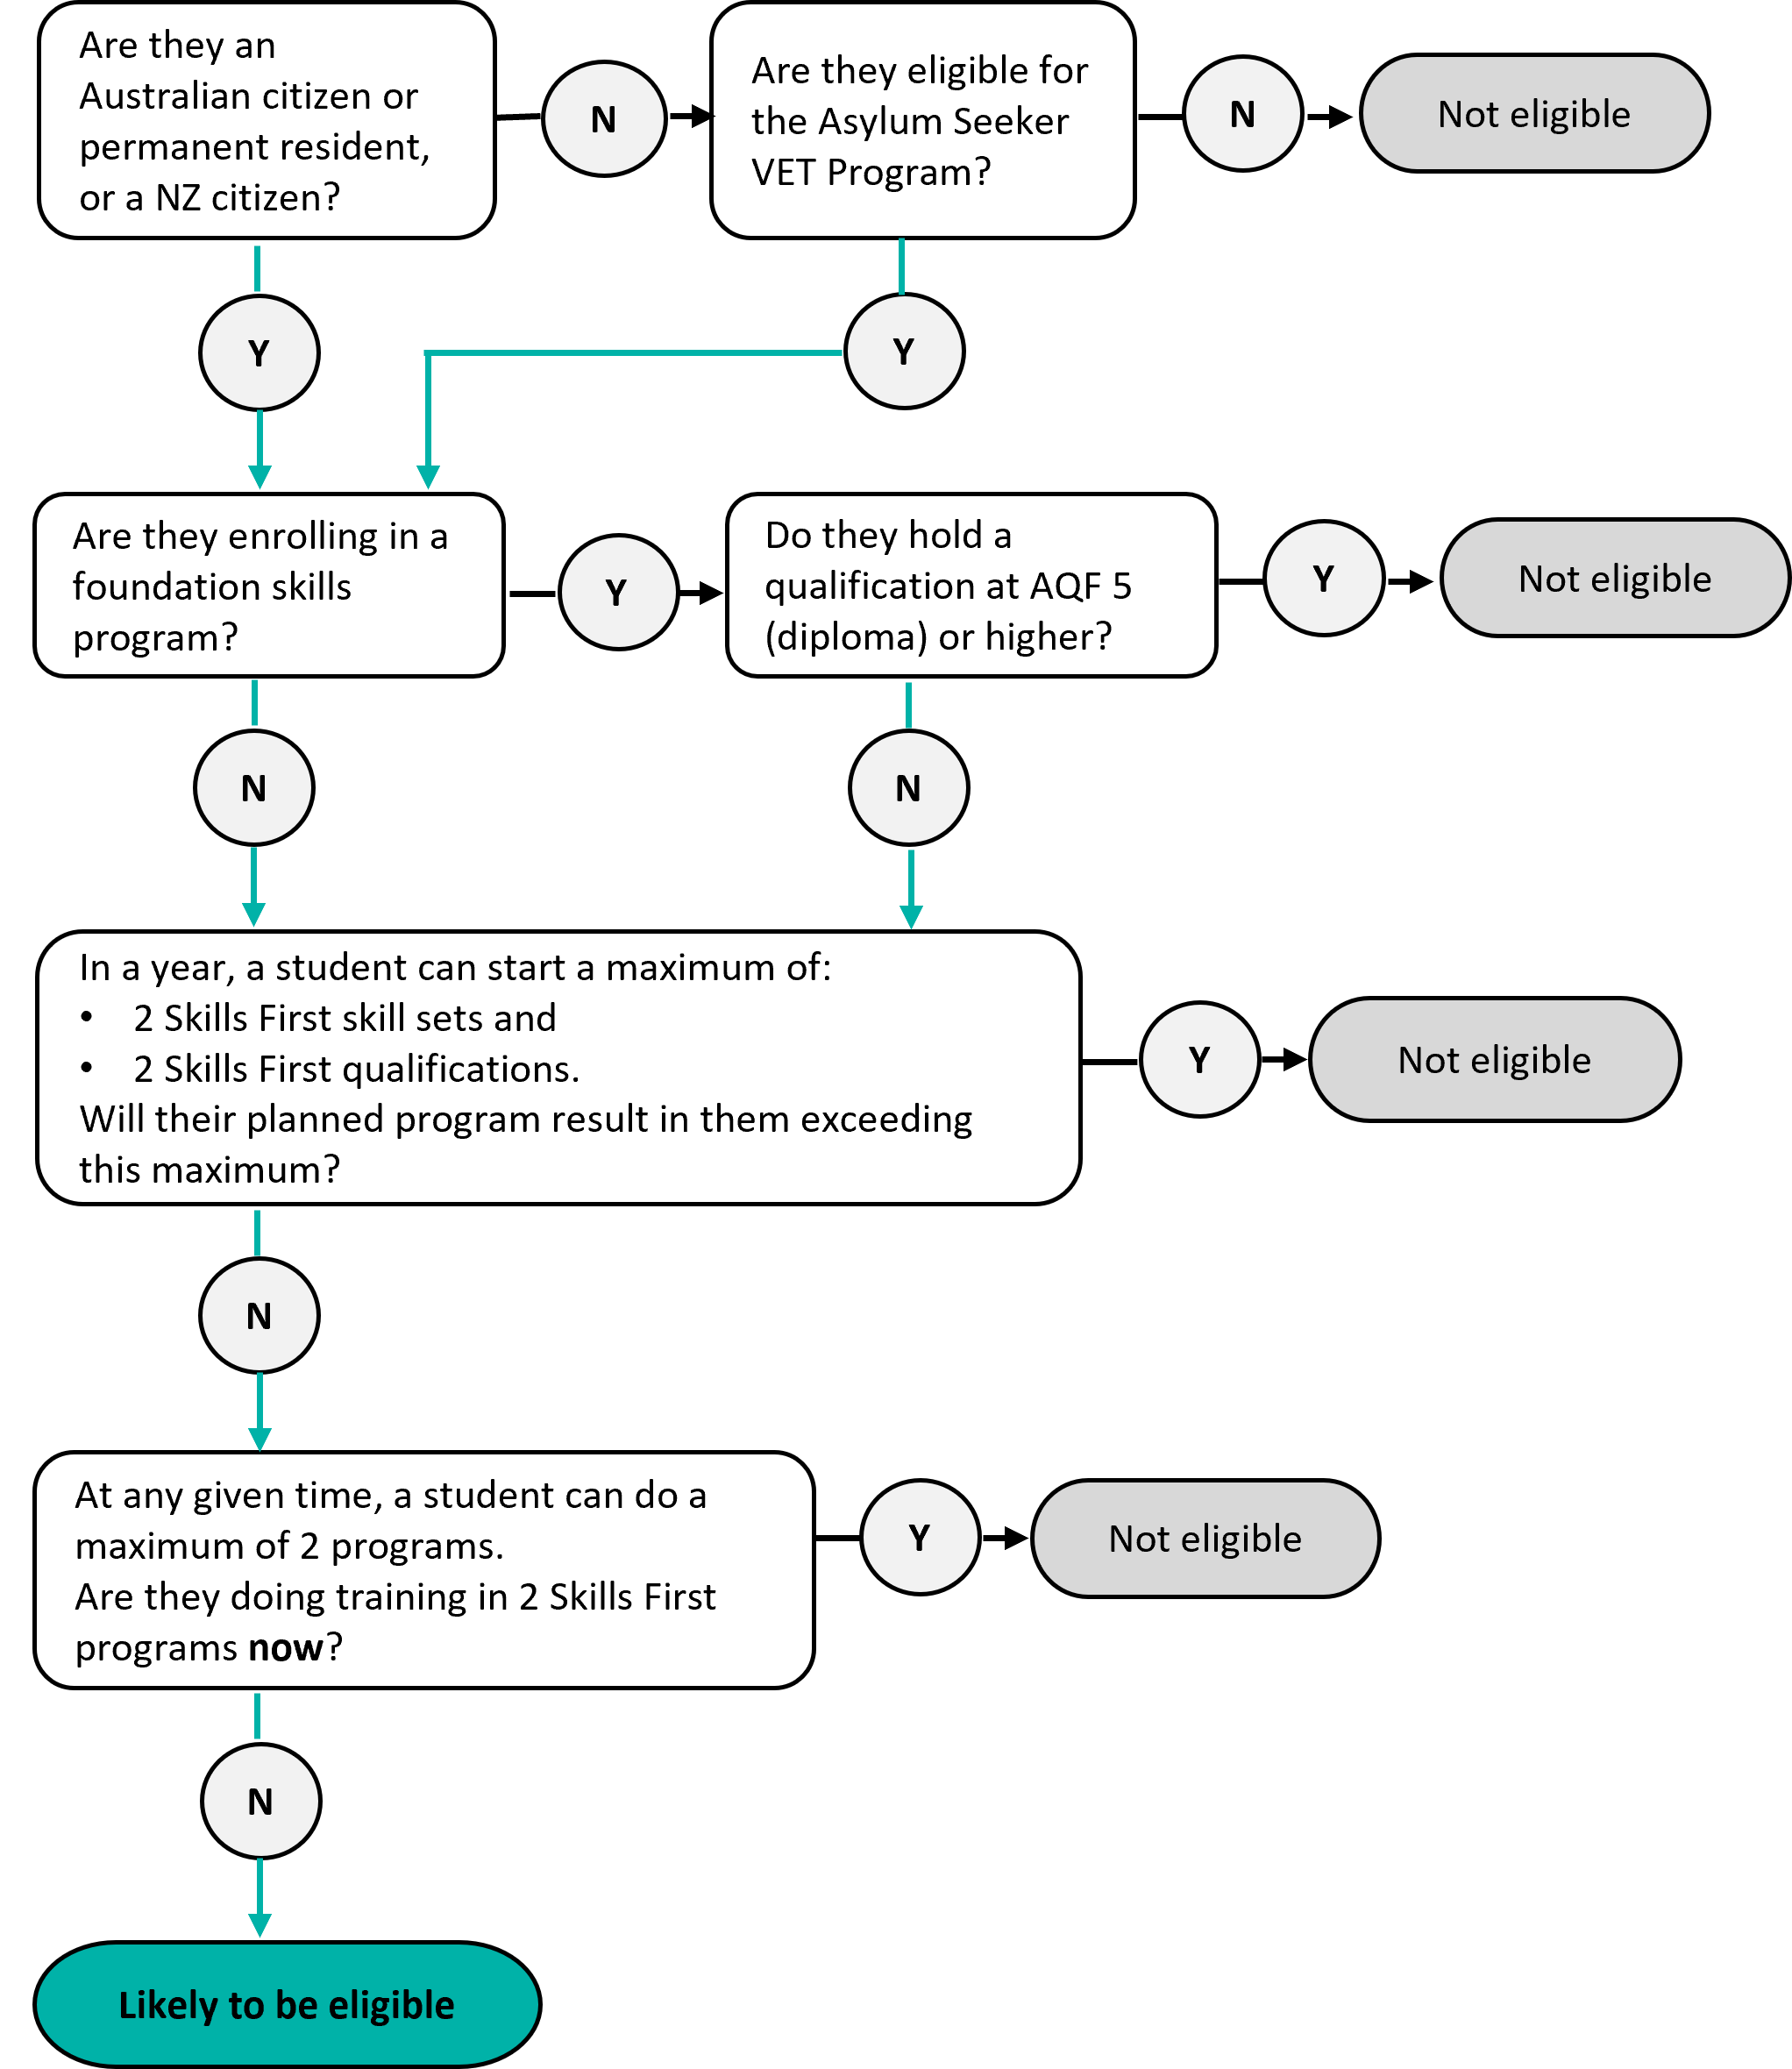 Are they an
Australian citizen or
permanent resident,
or a NZ citizen?
N
Are they eligible for
the Asylum Seeker
VET Program?
N
Not eligible
Y
Y
Are they enrolling in a
foundation skills
program?
Y
Do they hold a
qualification at AQF 5
(diploma) or higher?
Y
Not eligible
N
N
In a year, a student can start a maximum of:
• 2 Skills First skill sets and
• 2 Skills First qualifications.
Will their planned program result in them exceeding
this maximum?
Y
Not eligible
N
At any given time, a student can do a
maximum of 2 programs.
Are they doing training in 2 Skills First
programs now?
Y
Not eligible
N
Likely to be eligible